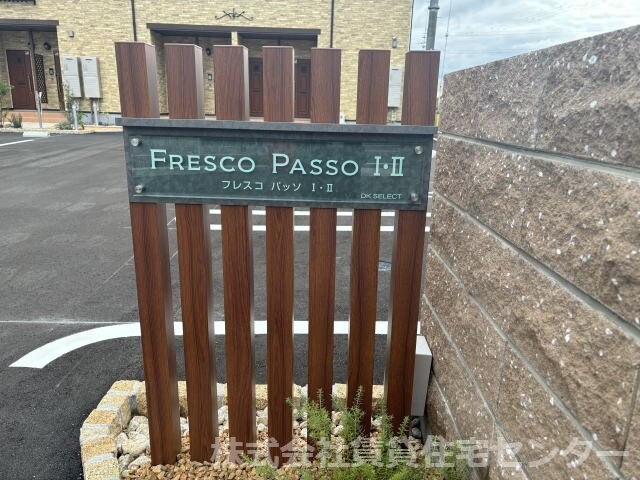 FRESCO PASSO I・II
フレスコ パッソ I・II
DK SELECT
株式会社賃貸住宅センター